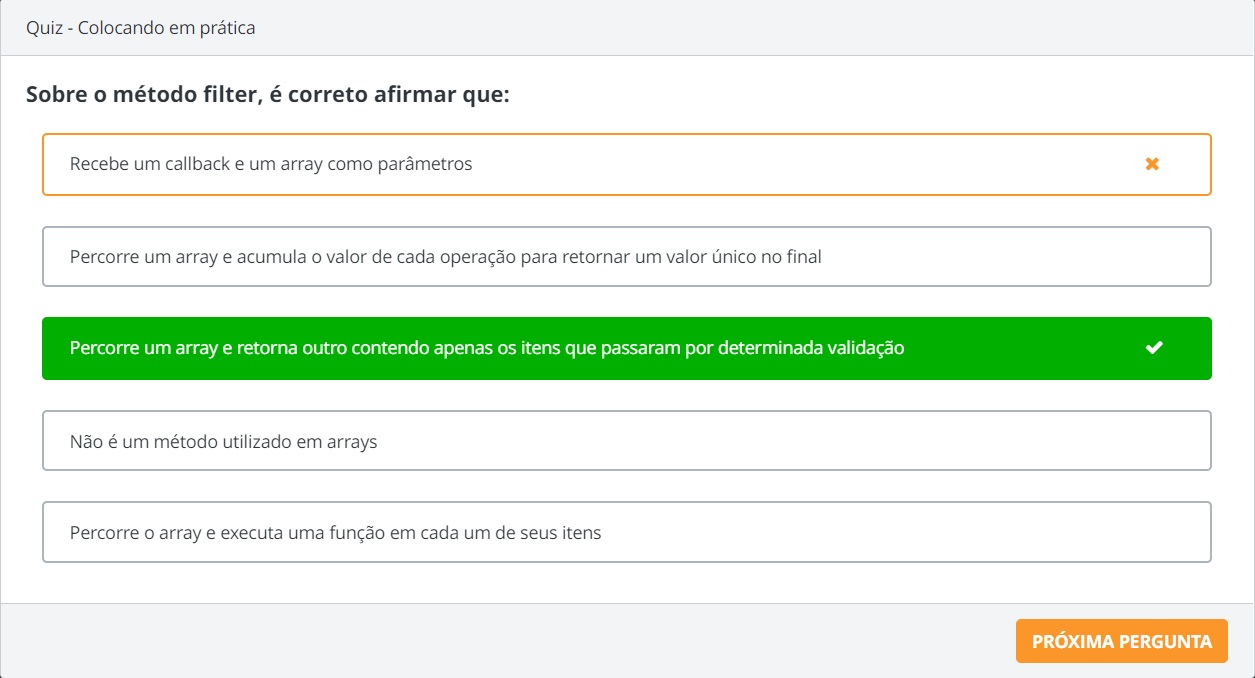 Quiz - Colocando em prática
Sobre o método filter, é correto afirmar que:
Recebe um callback e um array como parâmetros
Percorre um array e acumula o valor de cada operação para retornar um valor único no final
Percorre um array e retorna outro contendo apenas os itens que passaram por determinada validação
Não é um método utilizado em arrays
Percorre o array e executa uma função em cada um de seus itens
PRÓXIMA PERGUNTA